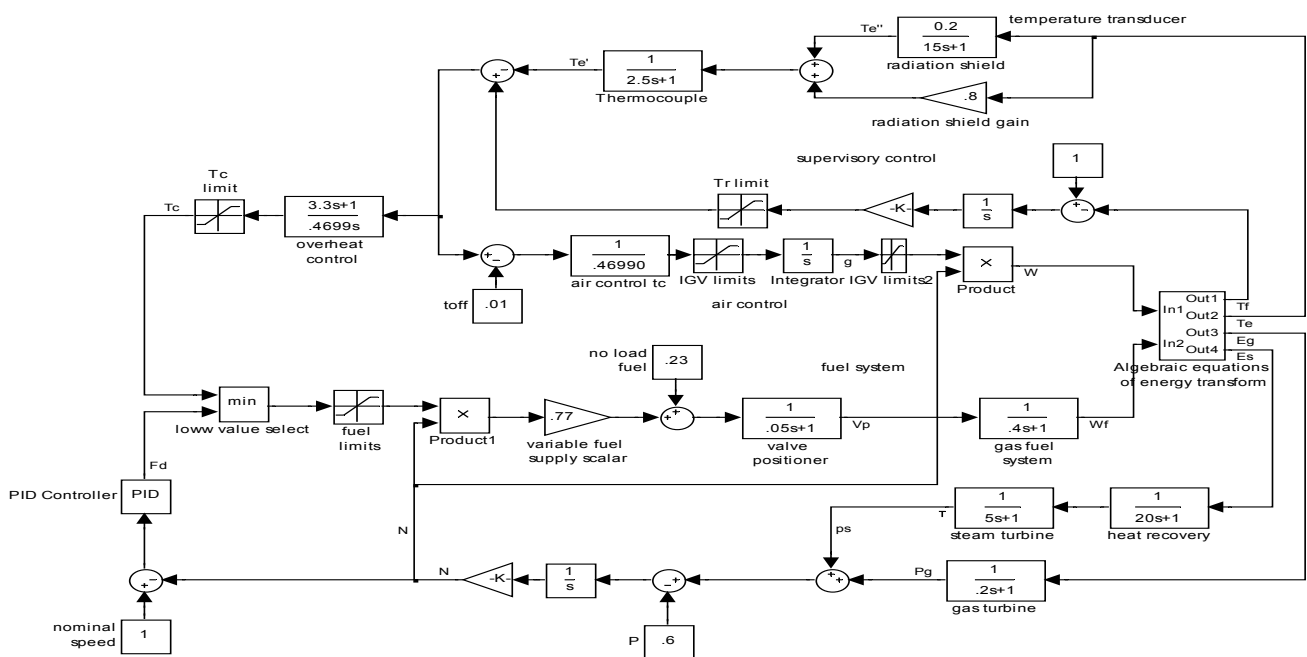 temperature transducer
Te"
0.2
15s+1
radiation shield
Te'
1
2.5s+1
Thermocouple
.8
radiation shield gain
supervisory control
1
Tc
limit
Tr limit
Tc
3.3s+1
.4699s
overheat
control
-K-
1
s
toff
.01
1
.46990
air control tc
IGV limits
1
s
Integrator
g
IGV limits2
air control
×
Product
W
In1
In2
Out1
Out2
Out3
Out4
Tf
Te
Eg
Es
Algebraic equations
of energy transform
no load
fuel
.23
fuel system
min
loww value select
fuel
limits
×
Product1
.77
variable fuel
supply scalar
1
.05s+1
valve
positioner
Vp
1
.4s+1
gas fuel
system
Wf
Fd
PID Controller
PID
N
ps
T
1
5s+1
steam turbine
1
20s+1
heat recovery
N
-K-
1
s
Pg
1
.2s+1
gas turbine
nominal
speed
1
P
.6